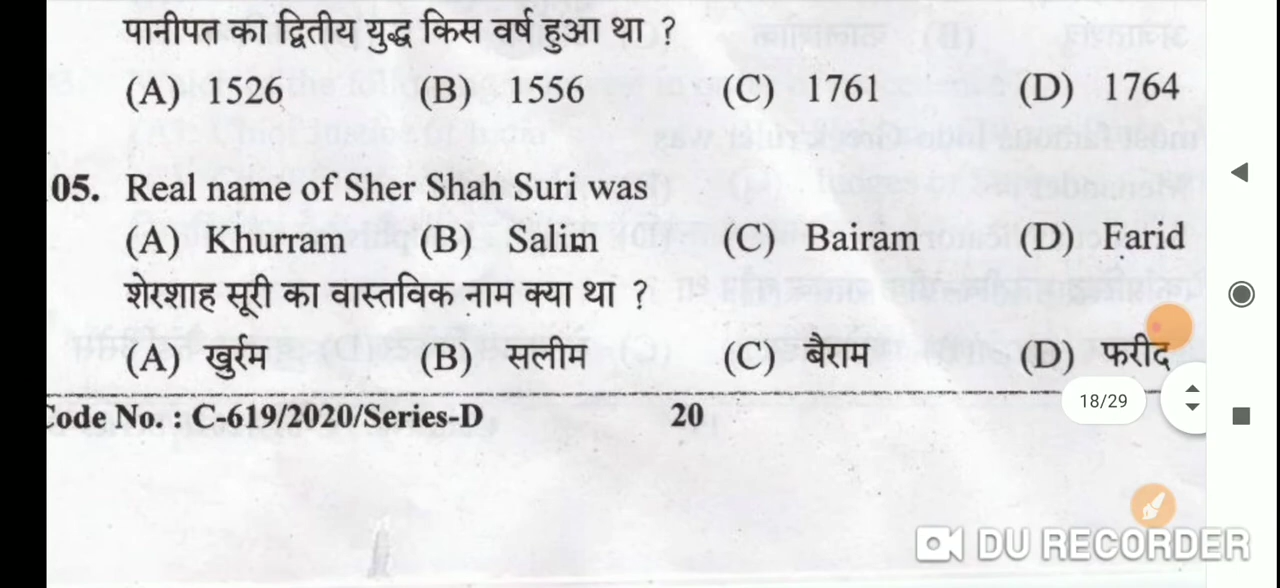 पानीपत का द्वितीय युद्ध किस वर्ष हुआ था ?
(A) 1526 (B) 1556 (C) 1761 (D) 1764
05. Real name of Sher Shah Suri was
(A) Khurram (B) Salim (C) Bairam (D) Farid
शेरशाह सूरी का वास्तविक नाम क्या था ?
(A) खुर्रम (B) सलीम (C) बैराम (D) फरीद
Code No. : C-619/2020/Series-D 20
18/29
DU RECORDER